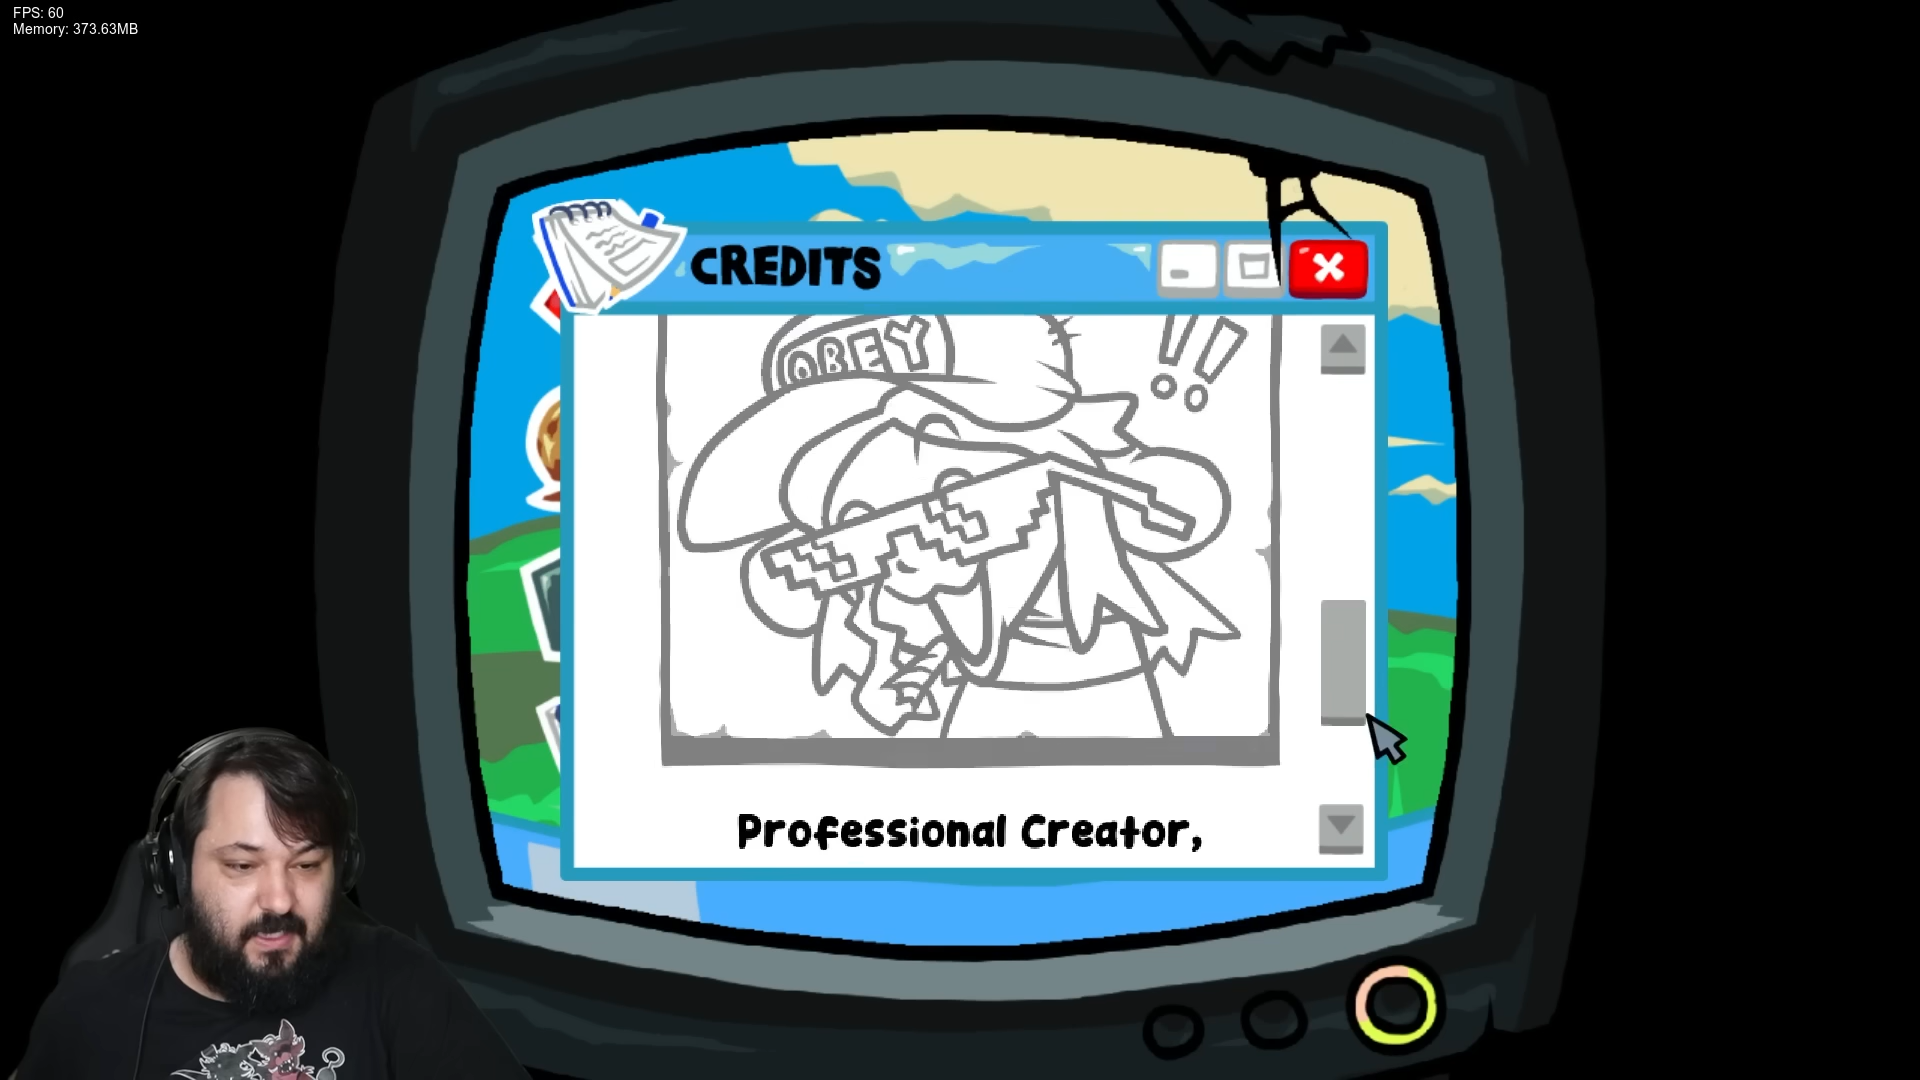 FPS: 60
Memory: 373.63MB
CREDITS
OBEY
!!
Professional Creator,